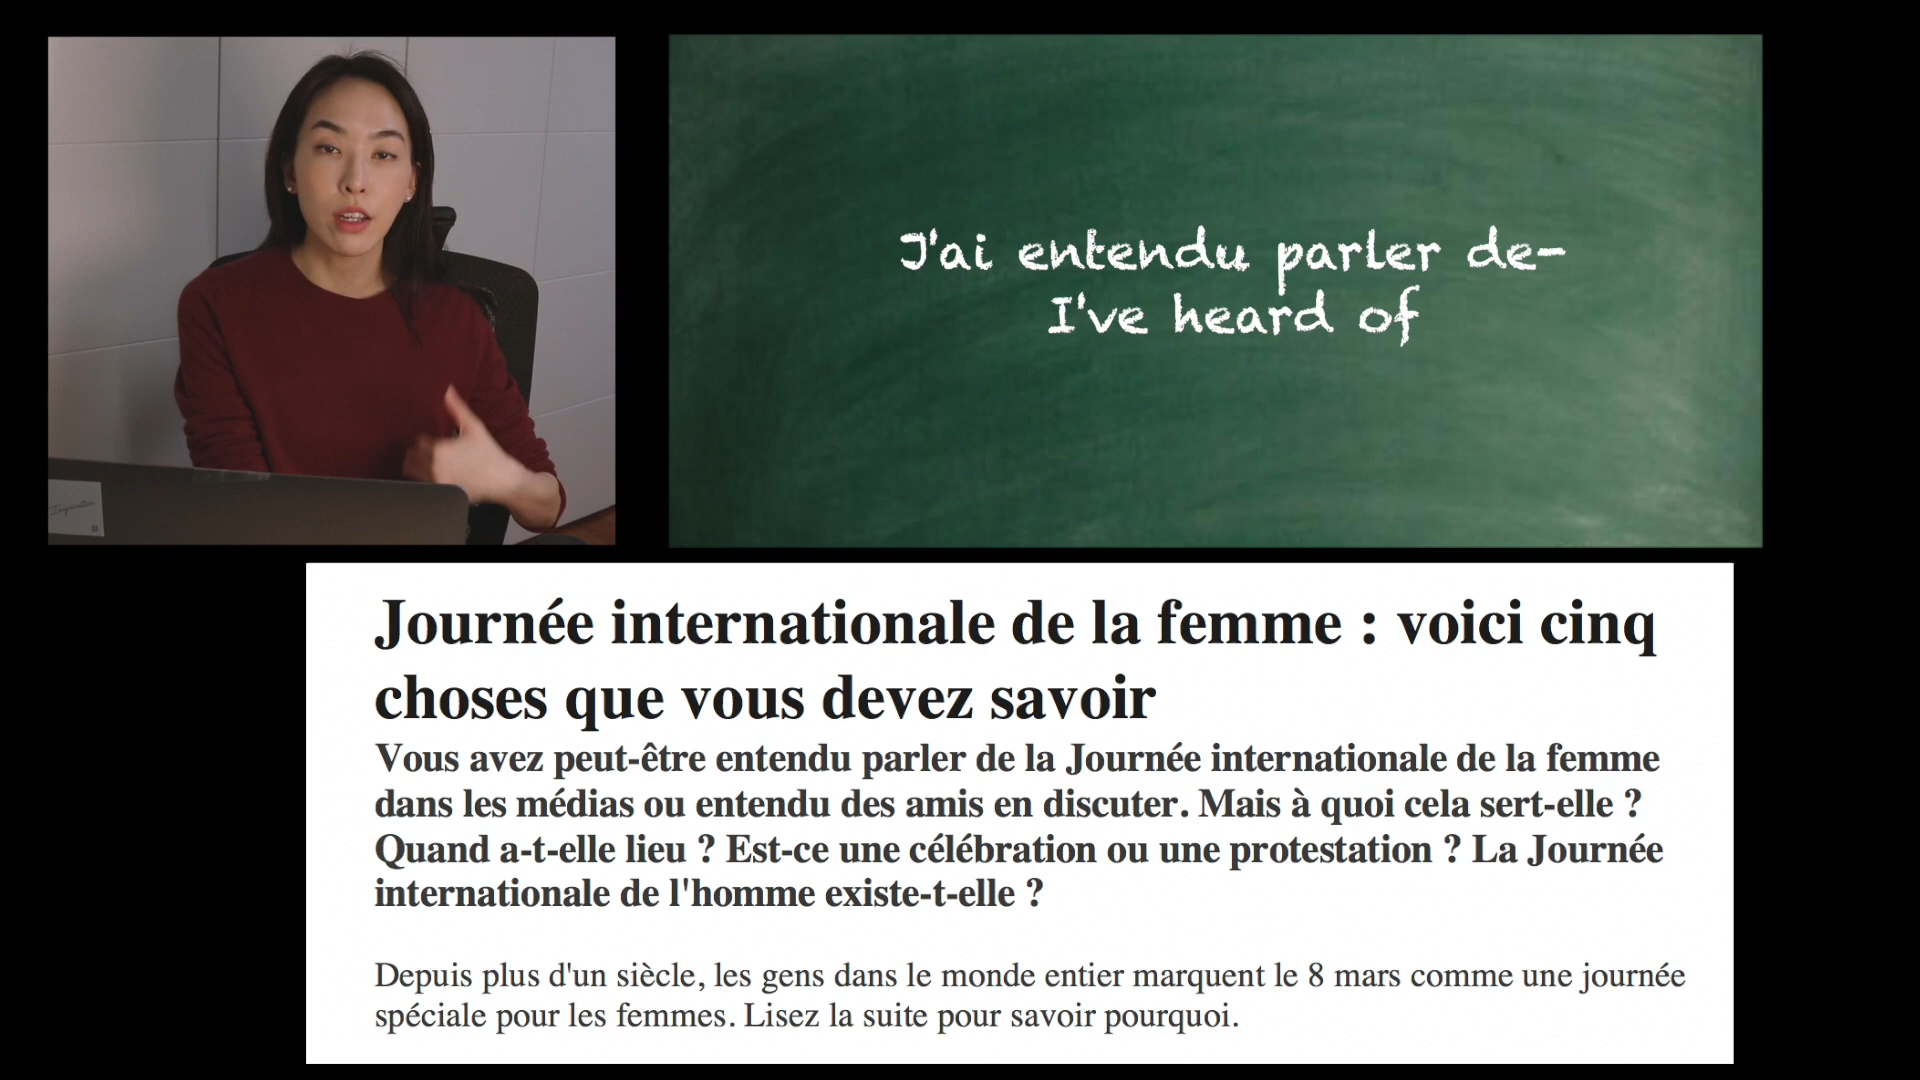 J'ai entendu parler de-
I've heard of
Journée internationale de la femme : voici cinq
choses que vous devez savoir
Vous avez peut-être entendu parler de la Journée internationale de la femme
dans les médias ou entendu des amis en discuter. Mais à quoi cela sert-elle ?
Quand a-t-elle lieu ? Est-ce une célébration ou une protestation ? La Journée
internationale de l'homme existe-t-elle ?
Depuis plus d'un siècle, les gens dans le monde entier marquent le 8 mars comme une journée
spéciale pour les femmes. Lisez la suite pour savoir pourquoi.